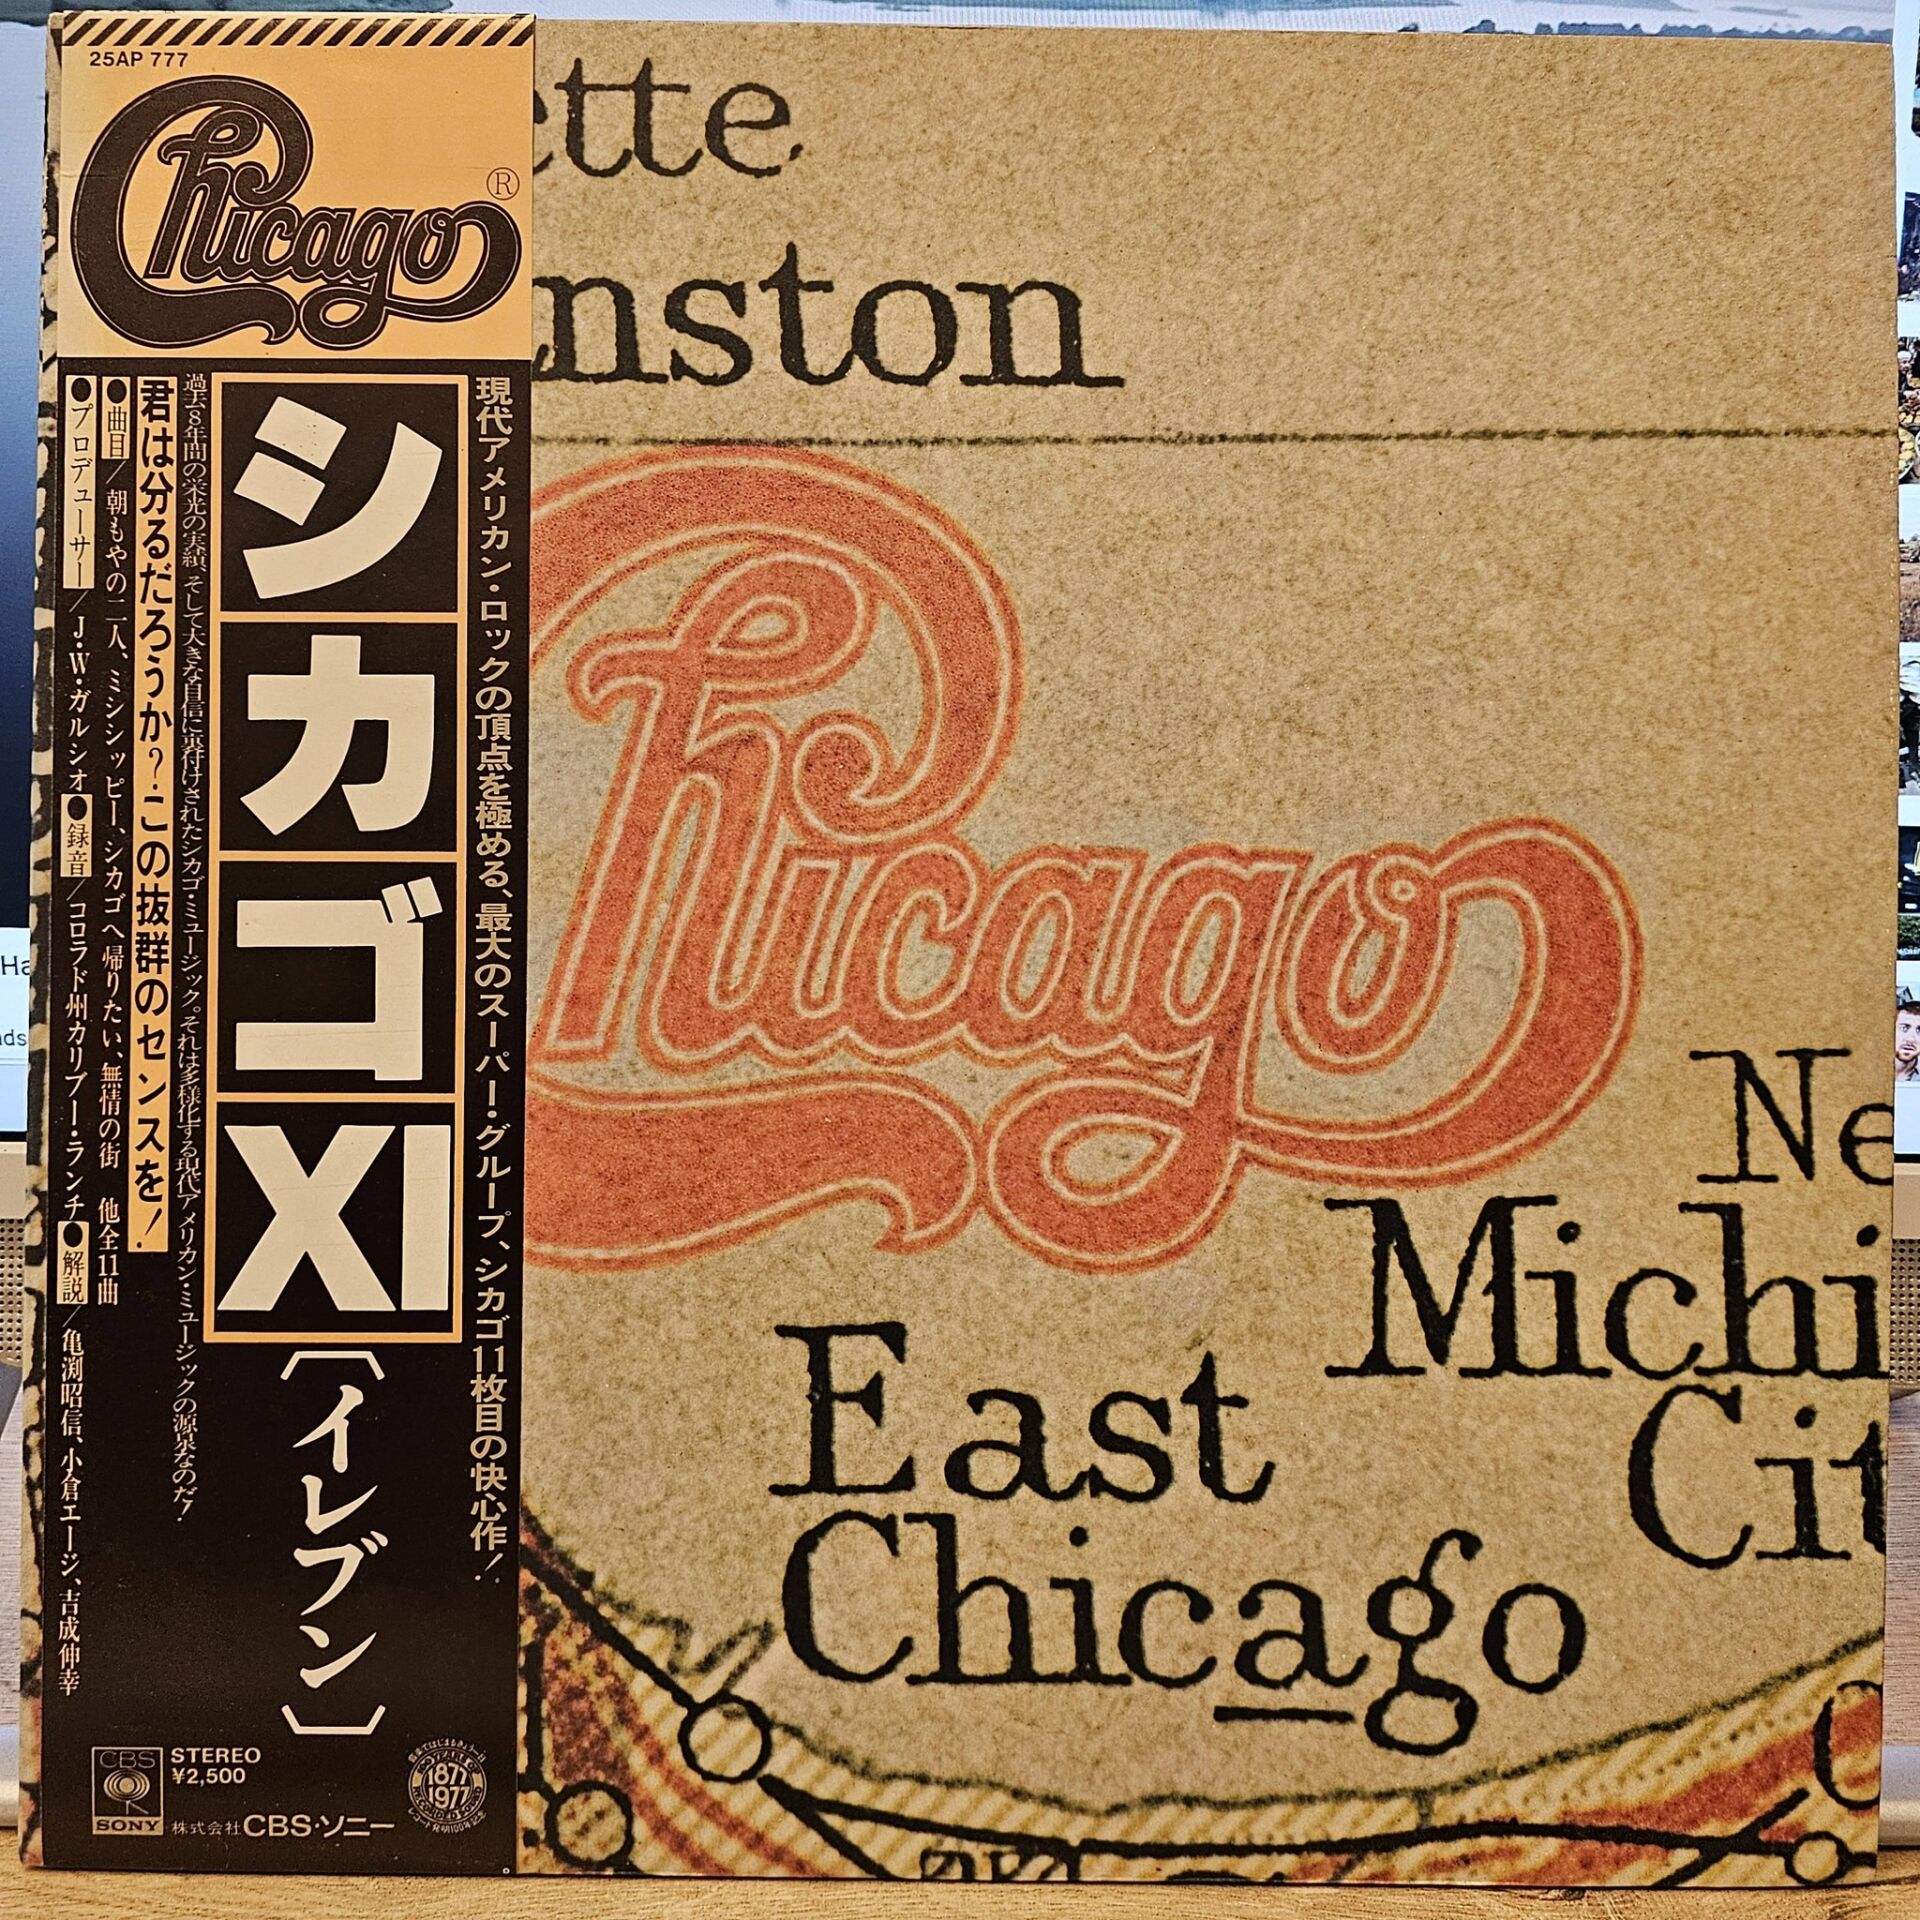 25AP 777
Chicago
®
現代アメリカン・ロックの頂点を極める、最大のスーパー・グループ、シカゴ11枚目の快心作!
シカゴXI
〔イレブン〕
過去8年間の栄光の実績、そして大きな自信に裏付けされたシカゴ・ミュージック。それは多様化する現代アメリカン・ミュージックの源泉なのだ!
君は分るだろうか?この抜群のセンスを!
●曲目/朝もやの二人、ミシシッピー、シカゴへ帰りたい、無情の街 他全11曲
●プロデューサー/J・W・ガルシオ●録音/コロラド州カリブー・ランチ●解説/亀渕昭信、小倉エージ、吉成伸幸
CBS
SONY
STEREO
¥2,500
株式会社CBS・ソニー
100 YEARS OF
1877
1977
RECORDED SOUND
ette
nston
Chicago
Ne
Michi
Cit
East
Chicago